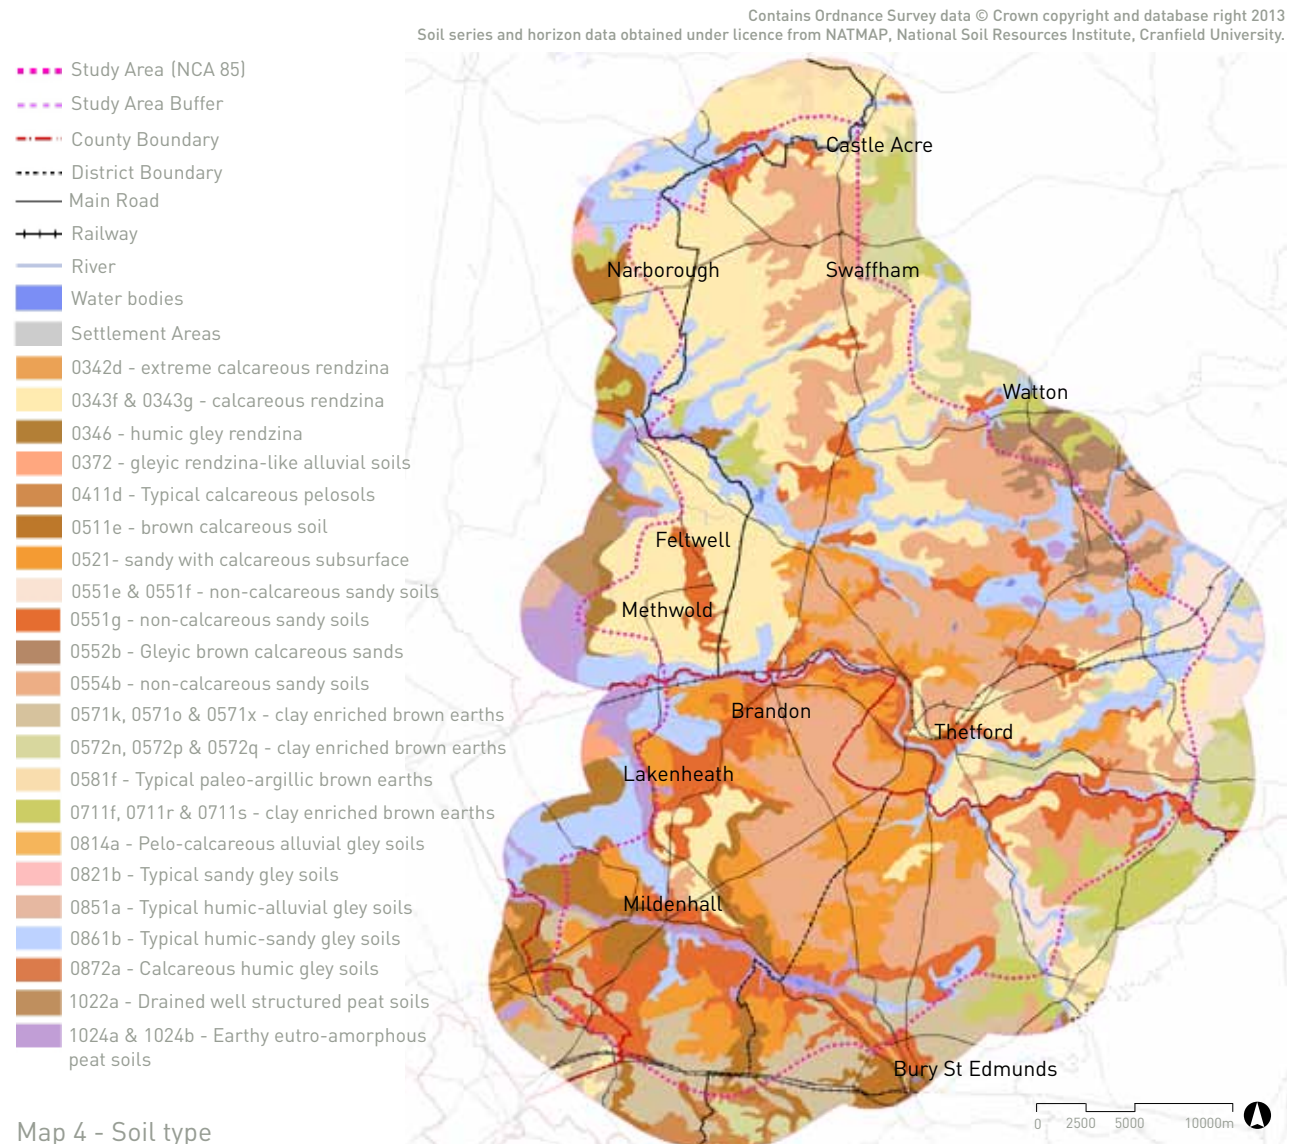 Contains Ordnance Survey data © Crown copyright and database right 2013
Soil series and horizon data obtained under licence from NATMAP, National Soil Resources Institute, Cranfield University.
Study Area (NCA 85)
Study Area Buffer
County Boundary
District Boundary
Main Road
Railway
River
Water bodies
Settlement Areas
0342d - extreme calcareous rendzina
0343f & 0343g - calcareous rendzina
0346 - humic gley rendzina
0372 - gleyic rendzina-like alluvial soils
0411d - Typical calcareous pelosols
0511e - brown calcareous soil
0521- sandy with calcareous subsurface
0551e & 0551f - non-calcareous sandy soils
0551g - non-calcareous sandy soils
0552b - Gleyic brown calcareous sands
0554b - non-calcareous sandy soils
0571k, 0571o & 0571x - clay enriched brown earths
0572n, 0572p & 0572q - clay enriched brown earths
0581f - Typical paleo-argillic brown earths
0711f, 0711r & 0711s - clay enriched brown earths
0814a - Pelo-calcareous alluvial gley soils
0821b - Typical sandy gley soils
0851a - Typical humic-alluvial gley soils
0861b - Typical humic-sandy gley soils
0872a - Calcareous humic gley soils
1022a - Drained well structured peat soils
1024a & 1024b - Earthy eutro-amorphous
peat soils
Map 4 - Soil type
Castle Acre
Narborough
Swaffham
Watton
Feltwell
Methwold
Brandon
Thetford
Lakenheath
Mildenhall
Bury St Edmunds
0 2500 5000 10000m